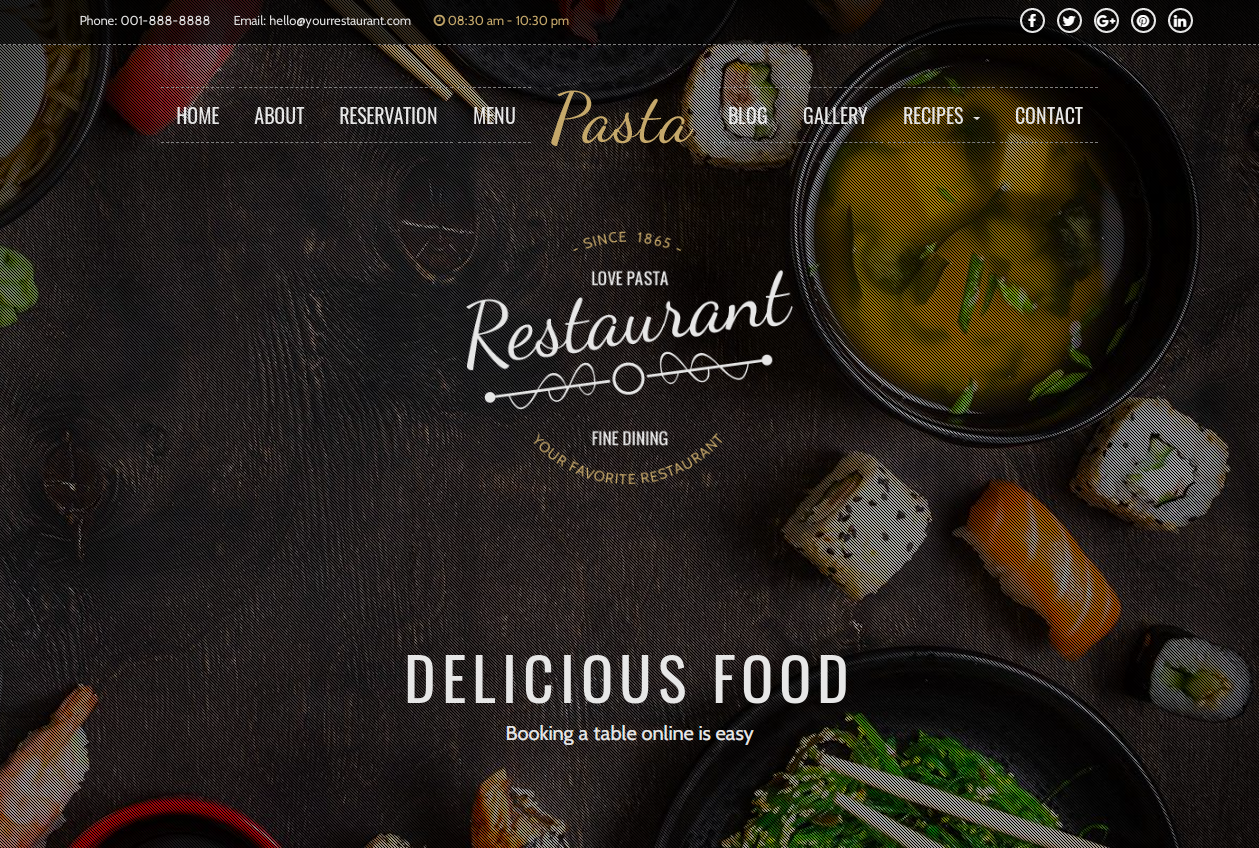 Phone: 001-888-8888 Email: hello@yourrestaurant.com 08:30 am - 10:30 pm
HOME ABOUT RESERVATION MENU Pasta BLOG GALLERY RECIPES CONTACT
- SINCE 1865 -
LOVE PASTA
Restaurant
FINE DINING
YOUR FAVORITE RESTAURANT
DELICIOUS FOOD
Booking a table online is easy